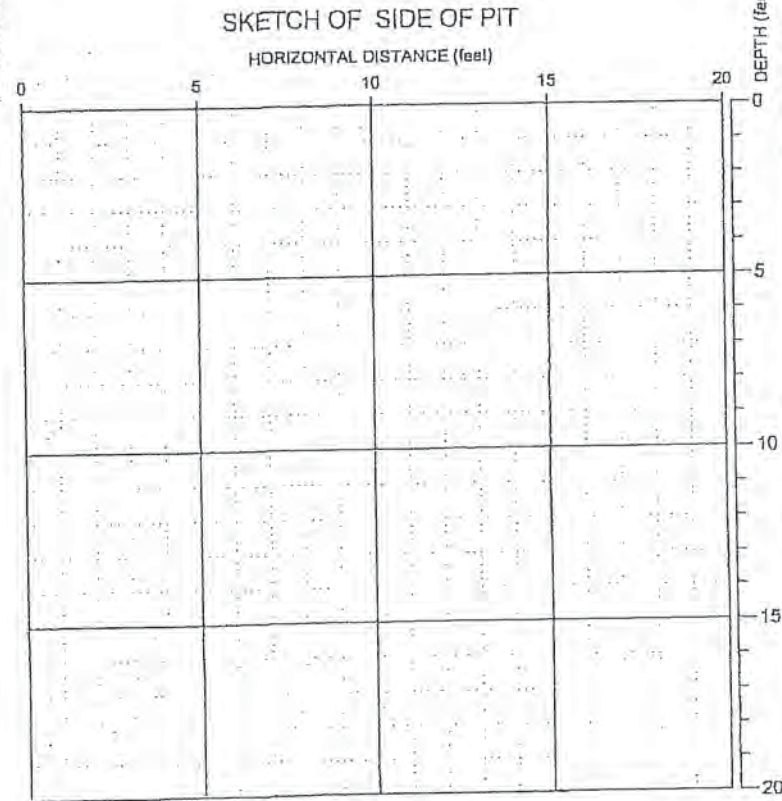 SKETCH OF SIDE OF PIT
HORIZONTAL DISTANCE (feet)
0 5 10 15 20
DEPTH (fe
0
5
10
15
20